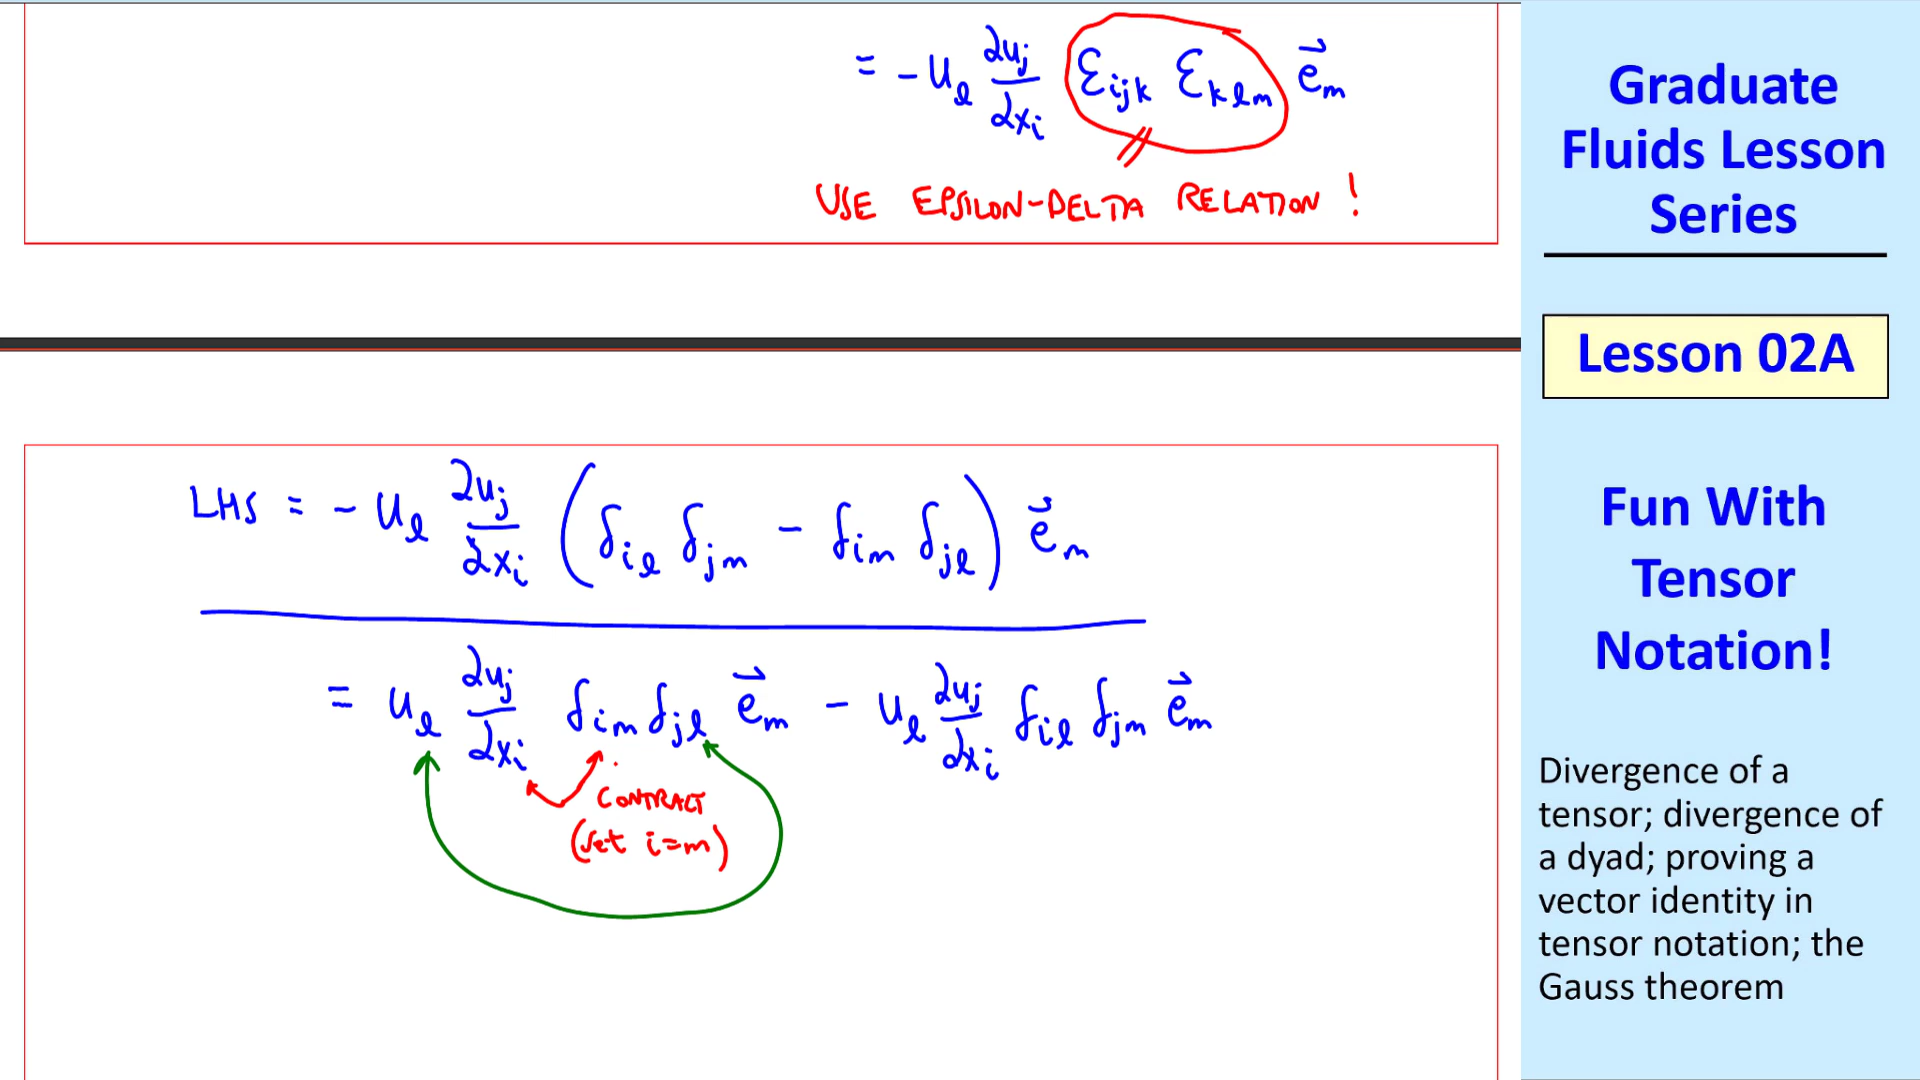 = -u_ℓ ∂u_j/∂x_i ε_ijk ε_kℓm e⃗_m
USE EPSILON-DELTA RELATION !
LHS = -u_ℓ ∂u_j/∂x_i (δ_iℓ δ_jm - δ_im δ_jℓ) e⃗_m
= u_ℓ ∂u_j/∂x_i δ_im δ_jℓ e⃗_m - u_ℓ ∂u_j/∂x_i δ_iℓ δ_jm e⃗_m
CONTRACT
(set i=m)
Graduate
Fluids Lesson
Series
Lesson 02A
Fun With
Tensor
Notation!
Divergence of a
tensor; divergence of
a dyad; proving a
vector identity in
tensor notation; the
Gauss theorem